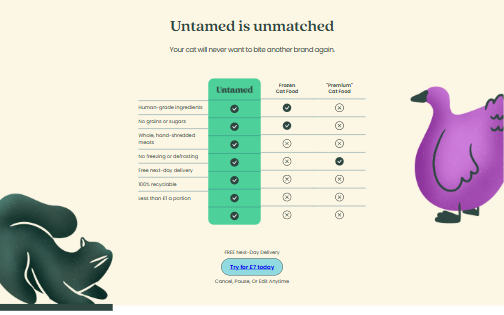 Untamed is unmatched
Your cat will never want to bite another brand again.
Untamed
Frozen
Cat Food
"Premium"
Cat Food
Human-grade ingredients
No grains or sugars
Whole, hand-shredded
meats
No freezing or defrosting
Free next-day delivery
100% recyclable
Less than £1 a portion
FREE Next-Day Delivery
Try for £7 today
Cancel, Pause, Or Edit Anytime